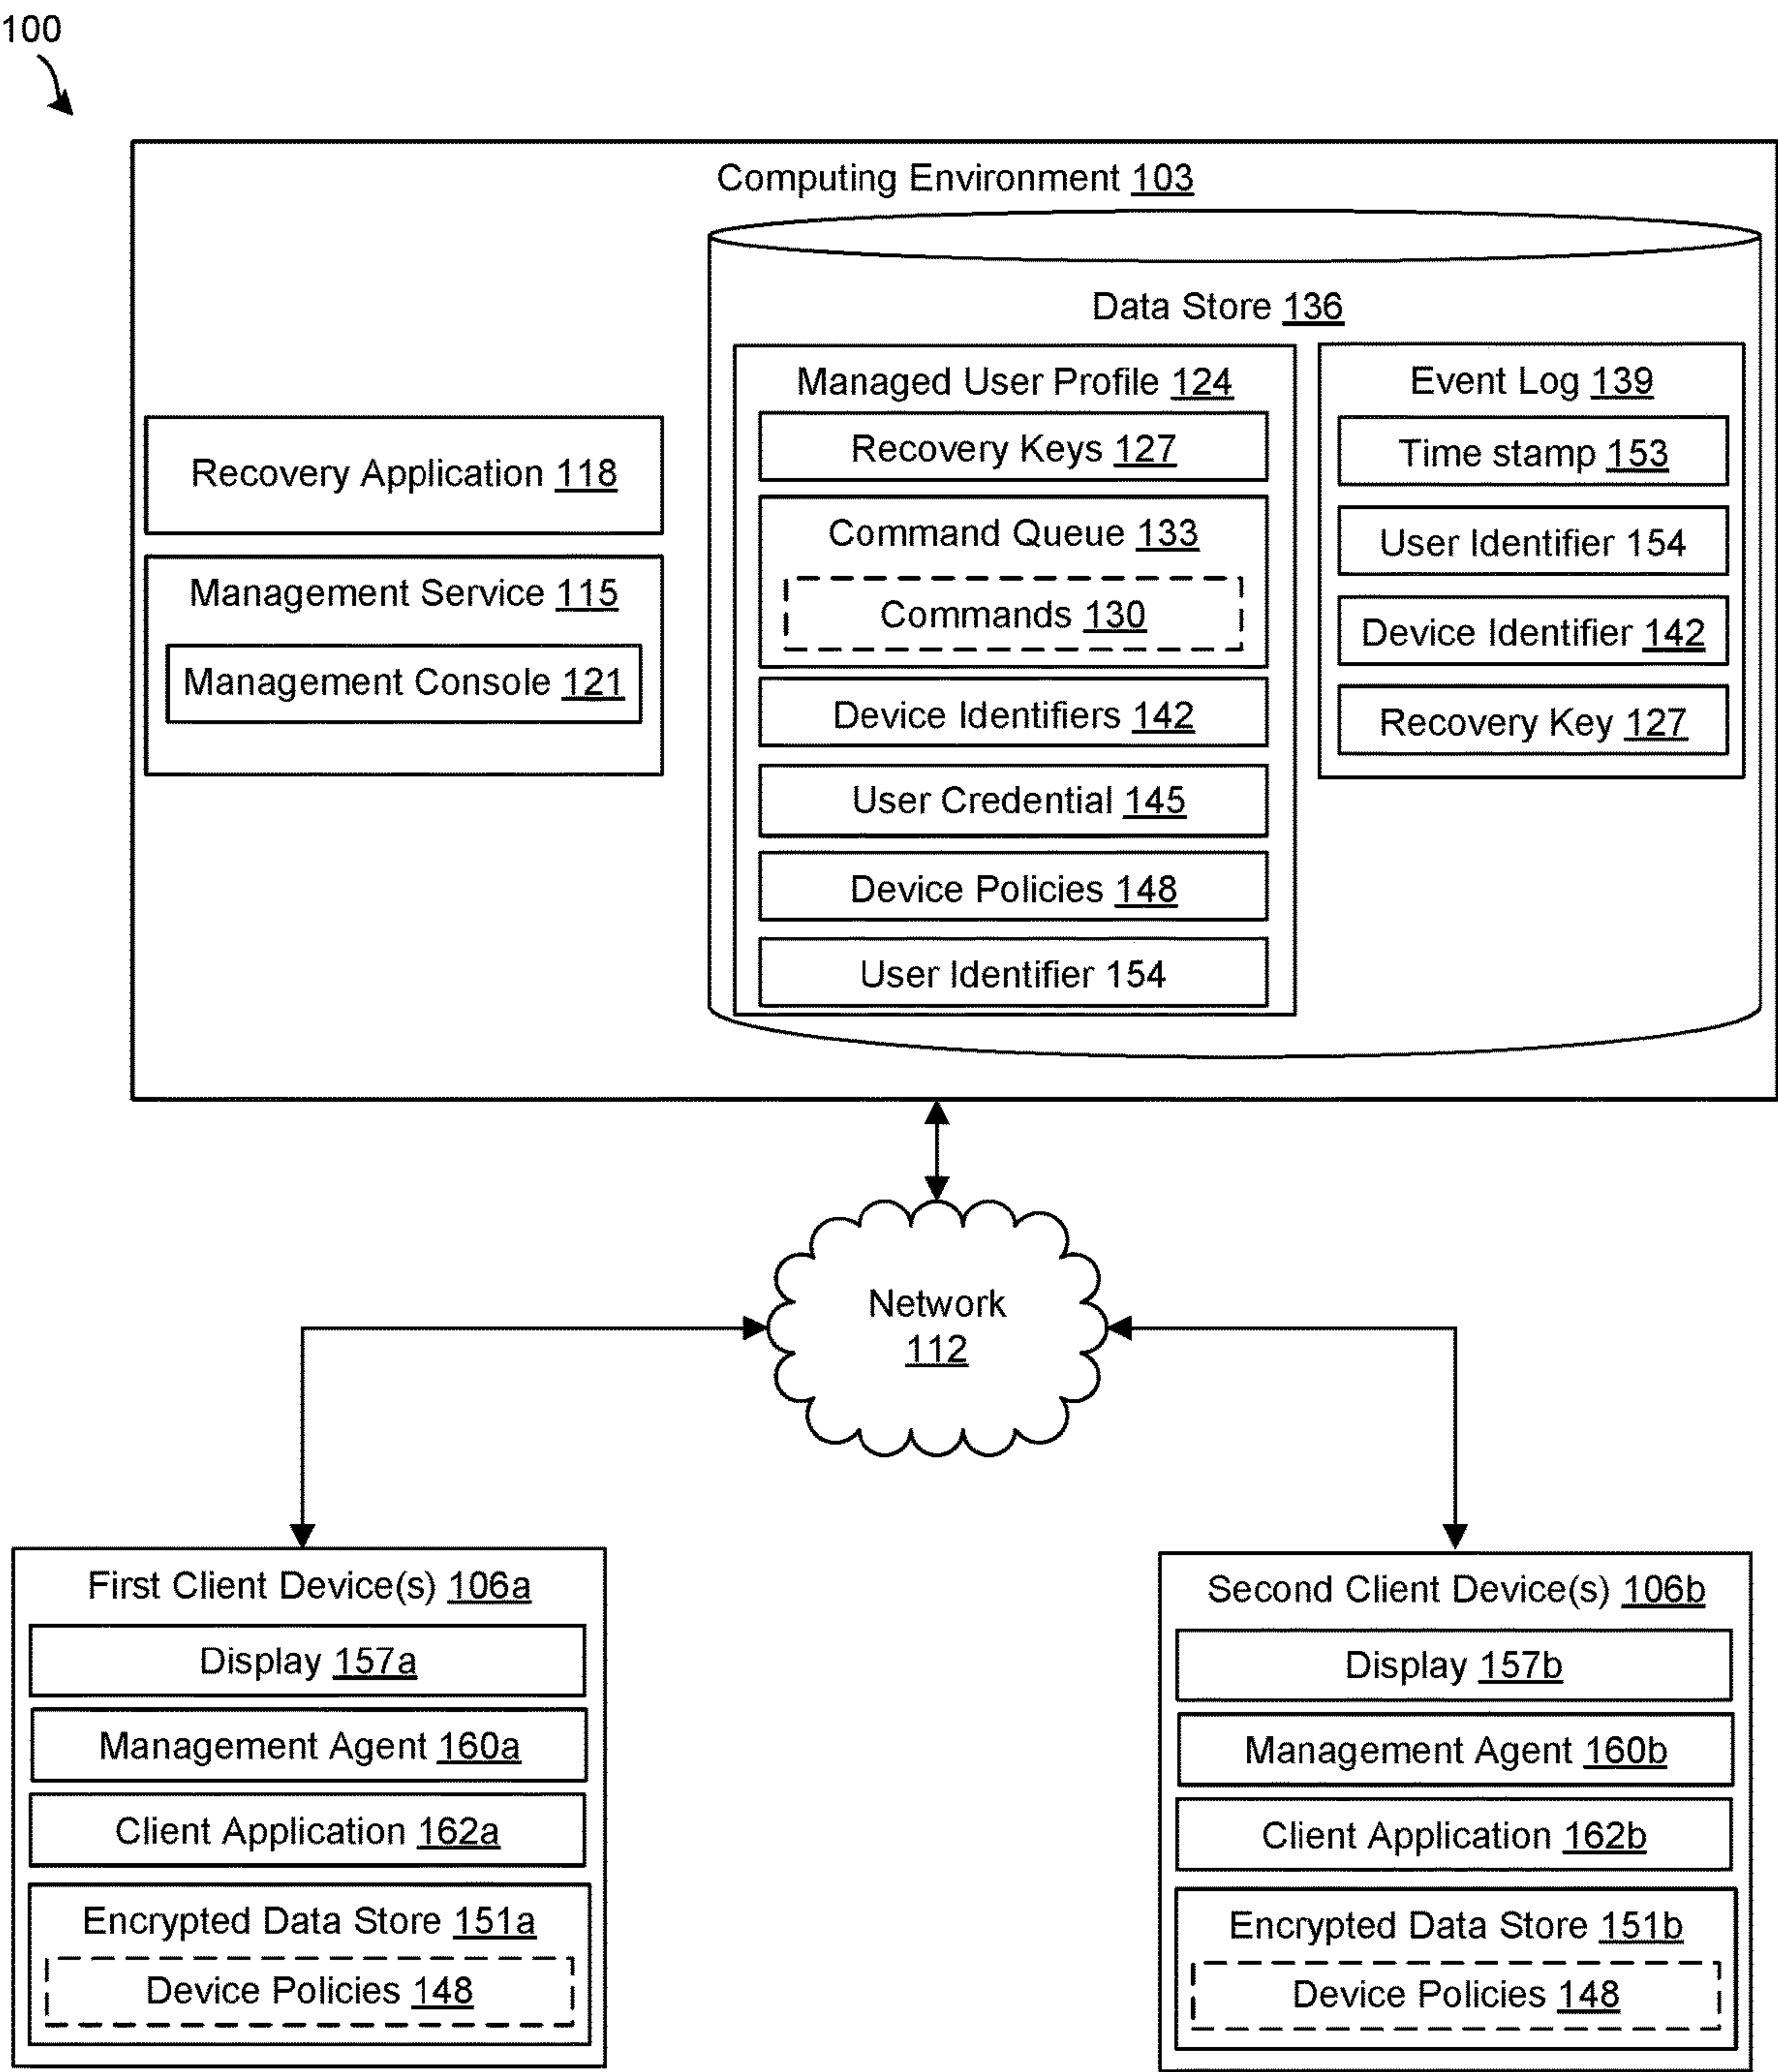 100
Computing Environment 103
Data Store 136
Recovery Application 118
Management Service 115
Management Console 121
Managed User Profile 124
Recovery Keys 127
Command Queue 133
Commands 130
Device Identifiers 142
User Credential 145
Device Policies 148
User Identifier 154
Event Log 139
Time stamp 153
User Identifier 154
Device Identifier 142
Recovery Key 127
Network
112
First Client Device(s) 106a
Display 157a
Management Agent 160a
Client Application 162a
Encrypted Data Store 151a
Device Policies 148
Second Client Device(s) 106b
Display 157b
Management Agent 160b
Client Application 162b
Encrypted Data Store 151b
Device Policies 148